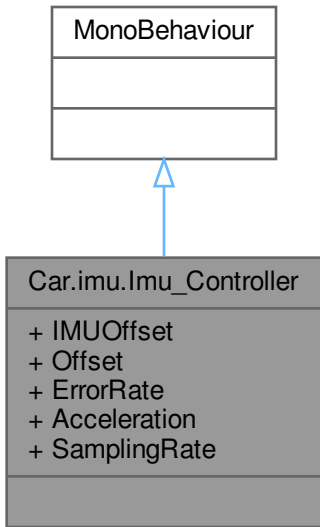 MonoBehaviour
Car.imu.Imu_Controller
+ IMUOffset
+ Offset
+ ErrorRate
+ Acceleration
+ SamplingRate